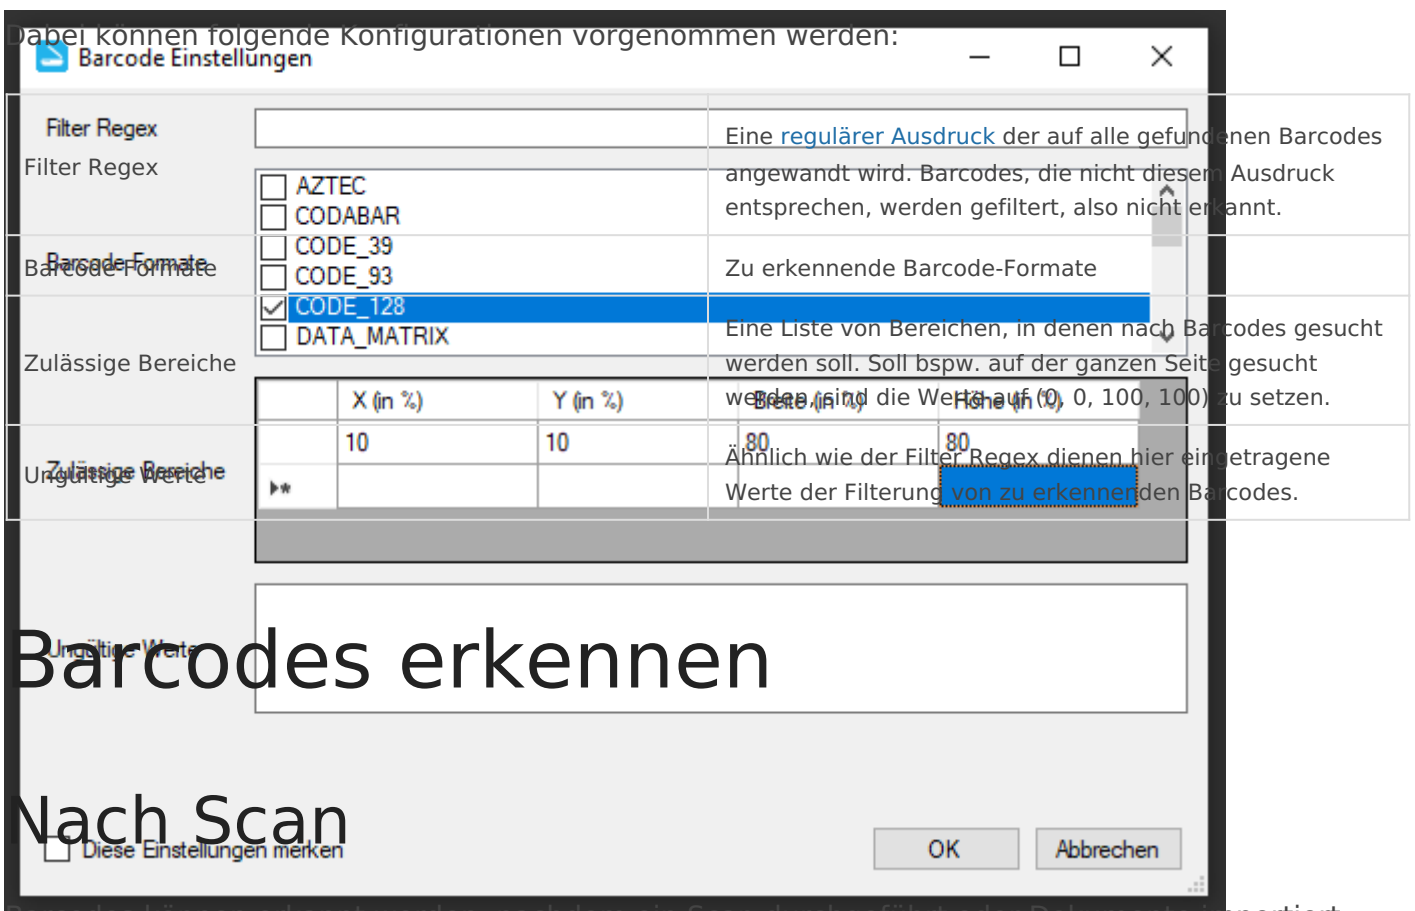 Dabei können folgende Konfigurationen vorgenommen werden:
Barcode Einstellungen
Filter Regex
Filter Regex
Eine regulärer Ausdruck der auf alle gefundenen Barcodes
angewandt wird. Barcodes, die nicht diesem Ausdruck
entsprechen, werden gefiltert, also nicht erkannt.
AZTEC
CODABAR
CODE_39
CODE_93
CODE_128
DATA_MATRIX
Barcode Formate
Barcode-Formate
Zu erkennende Barcode-Formate
Zulässige Bereiche
Eine Liste von Bereichen, in denen nach Barcodes gesucht
werden soll. Soll bspw. auf der ganzen Seite gesucht
werden, sind die Werte auf (0, 0, 100, 100) zu setzen.
X (in %) Y (in %) Breite (in %) Höhe (in %)
10 10 80 80
Zulässige Bereiche
Ungültige Werte
Ähnlich wie der Filter Regex dienen hier eingetragene
Werte der Filterung von zu erkennenden Barcodes.
Ungültige Werte
Barcodes erkennen
Nach Scan
Diese Einstellungen merken
OK
Abbrechen